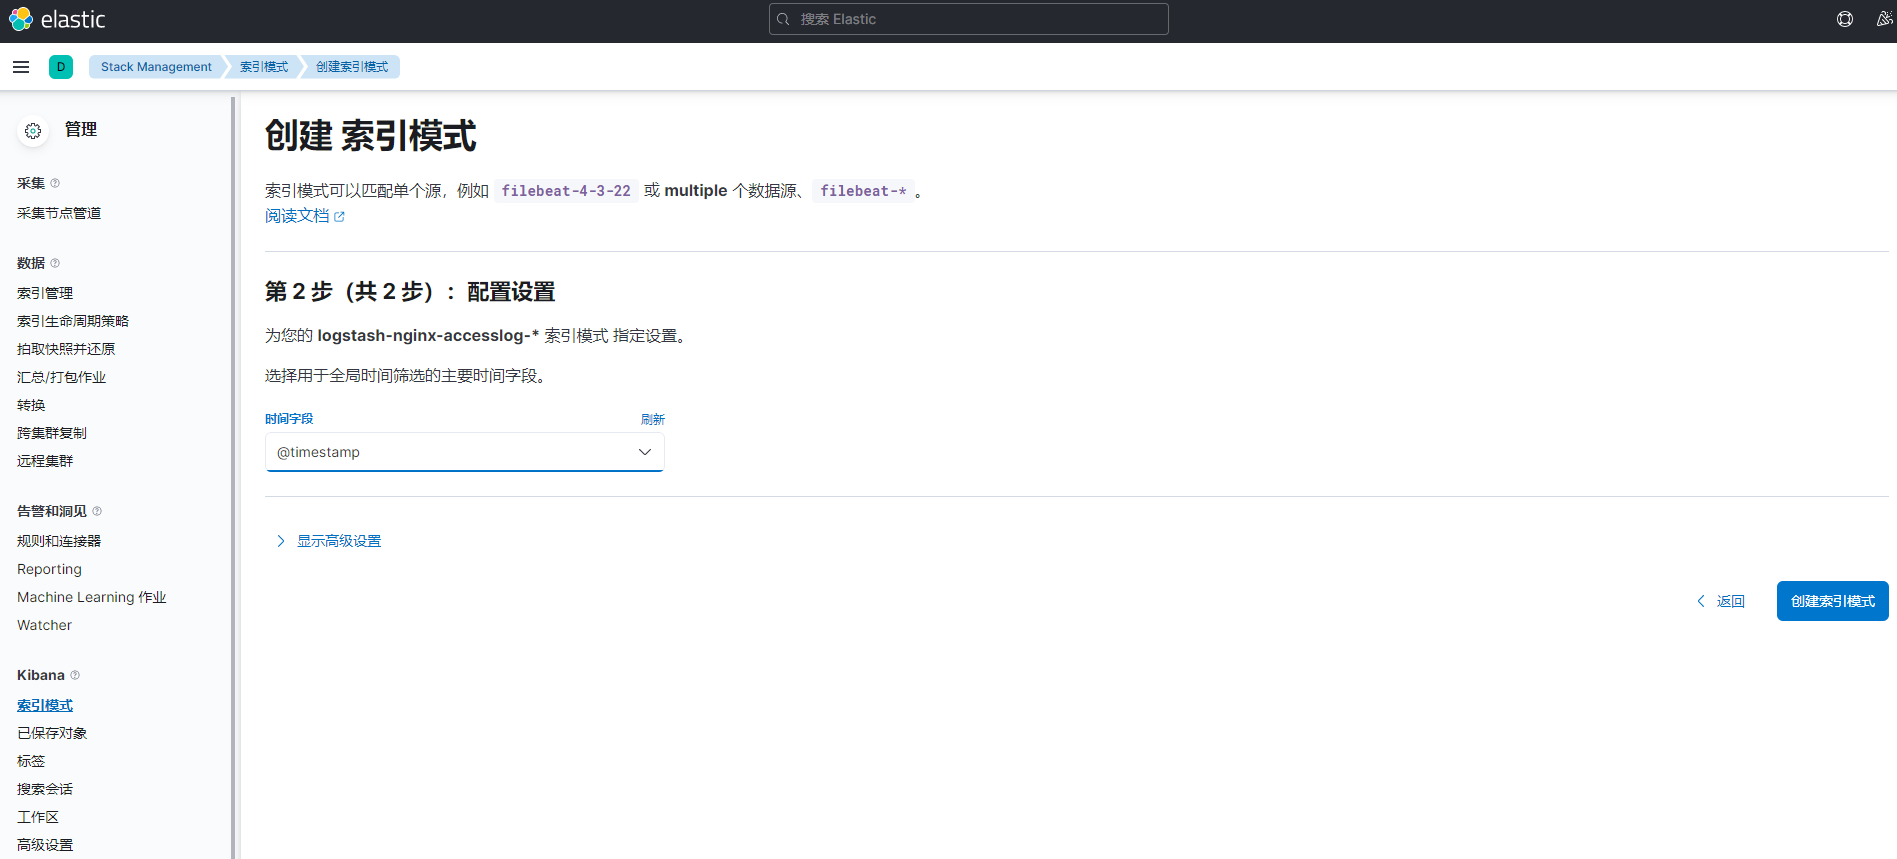 elastic
搜索 Elastic
D
Stack Management
索引模式
创建索引模式
管理
采集
采集节点管道
数据
索引管理
索引生命周期策略
拍取快照并还原
汇总/打包作业
转换
跨集群复制
远程集群
告警和洞见
规则和连接器
Reporting
Machine Learning 作业
Watcher
Kibana
索引模式
已保存对象
标签
搜索会话
工作区
高级设置
创建 索引模式
索引模式可以匹配单个源，例如 filebeat-4-3-22 或 multiple 个数据源、 filebeat-* 。
阅读文档
第 2 步（共 2 步）：配置设置
为您的 logstash-nginx-accesslog-* 索引模式 指定设置。
选择用于全局时间筛选的主要时间字段。
时间字段
刷新
@timestamp
显示高级设置
返回
创建索引模式